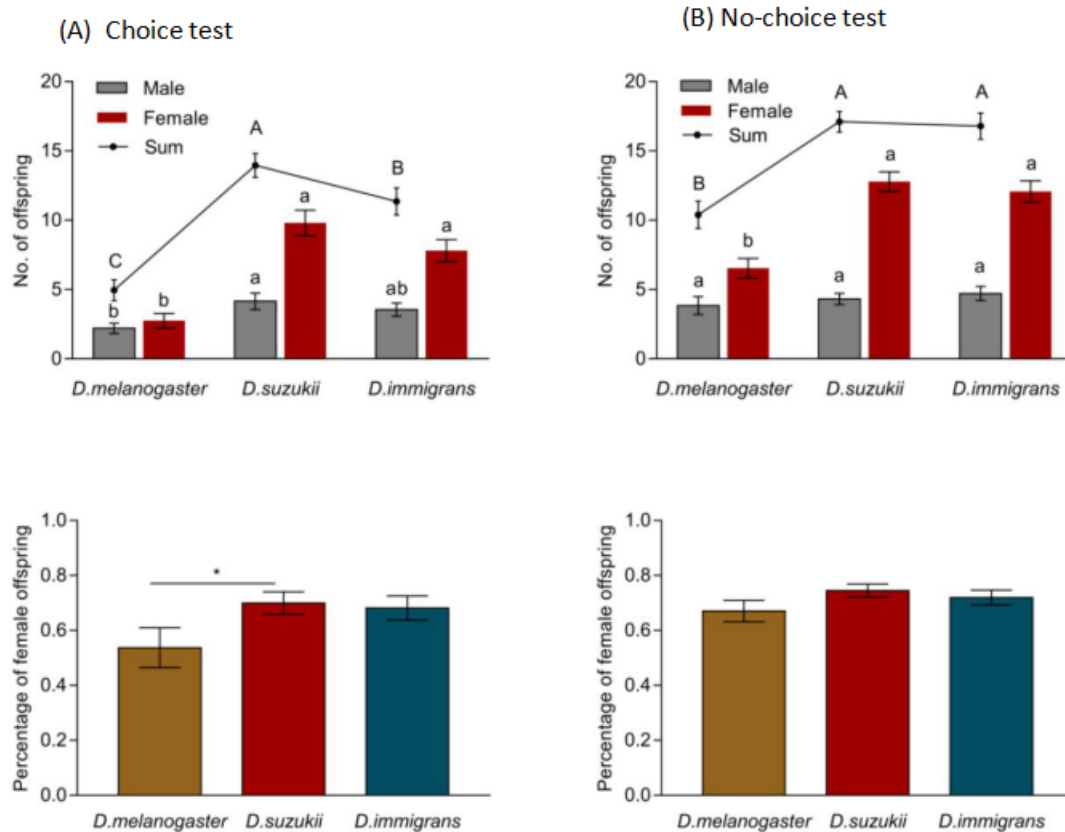 (A) Choice test
20
15
10
5
0
No. of offspring
Male
Female
Sum
C
A
B
b
b
a
a
ab
a
D.melanogaster
D.suzukii
D.immigrans
(B) No-choice test
20
15
10
5
0
No. of offspring
Male
Female
Sum
B
A
A
a
b
a
a
a
a
D.melanogaster
D.suzukii
D.immigrans
1.0
0.8
0.6
0.4
0.2
0.0
Percentage of female offspring
*
D.melanogaster
D.suzukii
D.immigrans
1.0
0.8
0.6
0.4
0.2
0.0
Percentage of female offspring
D.melanogaster
D.suzukii
D.immigrans